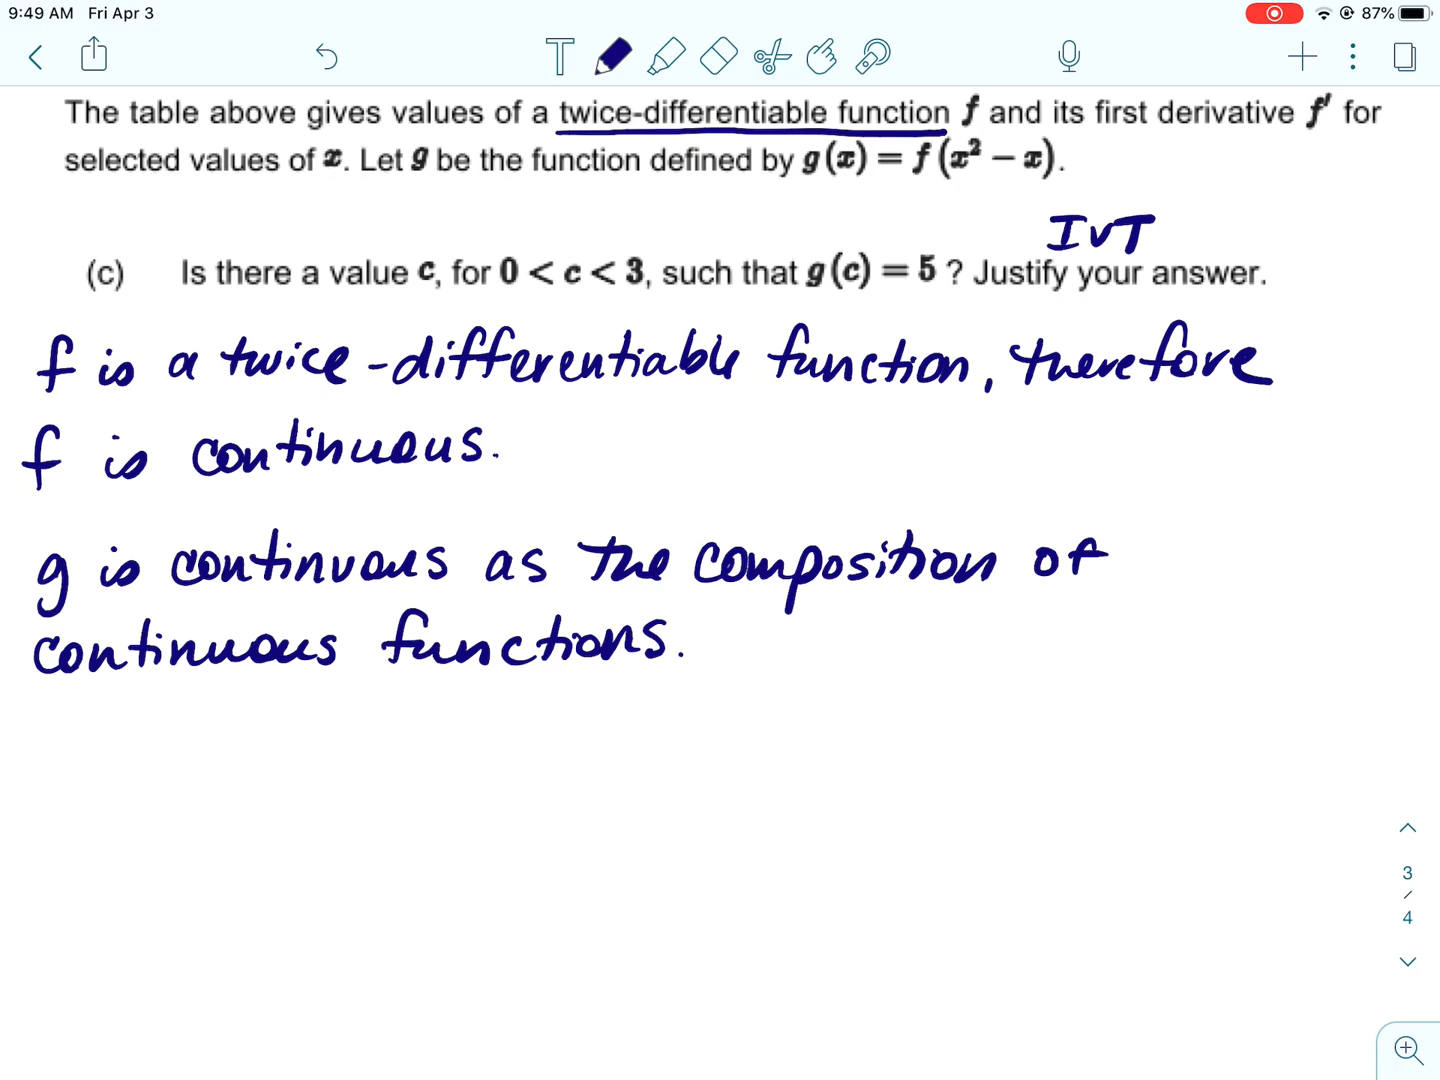 9:49 AM Fri Apr 3 87%
T
The table above gives values of a twice-differentiable function f and its first derivative f′ for
selected values of x. Let g be the function defined by g(x) = f(x² − x).
IVT
(c) Is there a value c, for 0 < c < 3, such that g(c) = 5 ? Justify your answer.
f is a twice-differentiable function, therefore
f is continuous.
g is continuous as the composition of
continuous functions.
3
/
4